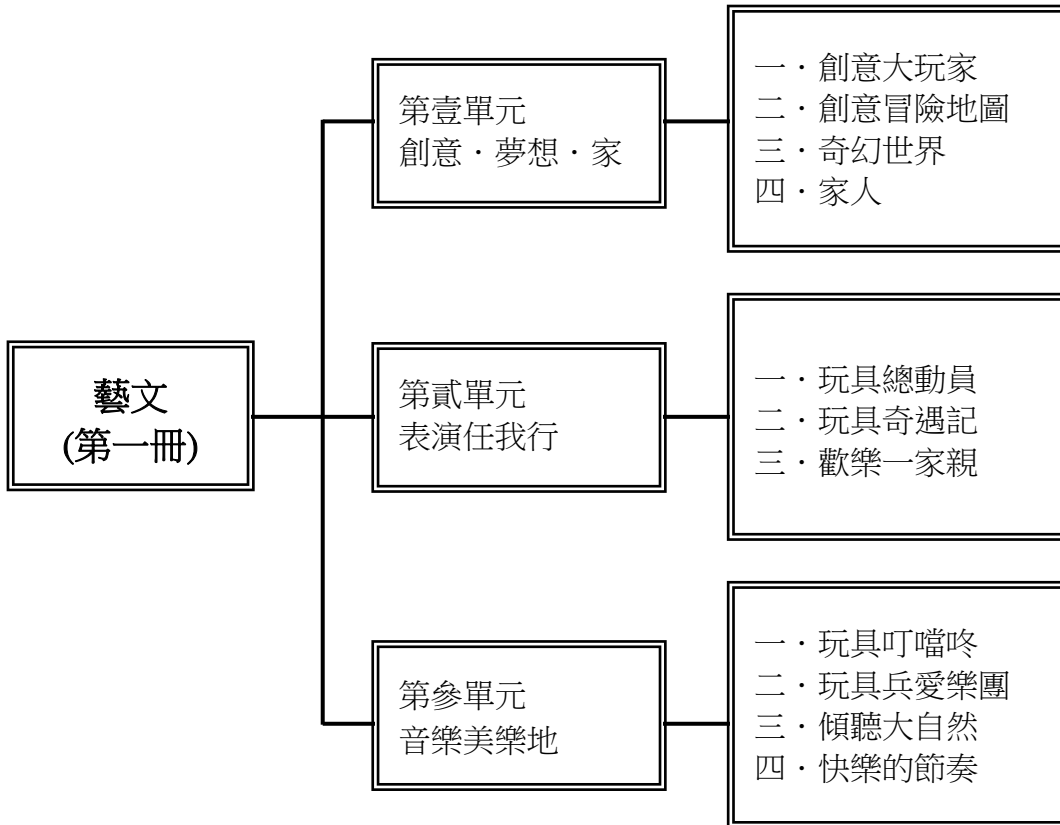 藝文
(第一冊)
第壹單元
創意．夢想．家
一．創意大玩家
二．創意冒險地圖
三．奇幻世界
四．家人
第貳單元
表演任我行
一．玩具總動員
二．玩具奇遇記
三．歡樂一家親
第參單元
音樂美樂地
一．玩具叮噹咚
二．玩具兵愛樂團
三．傾聽大自然
四．快樂的節奏